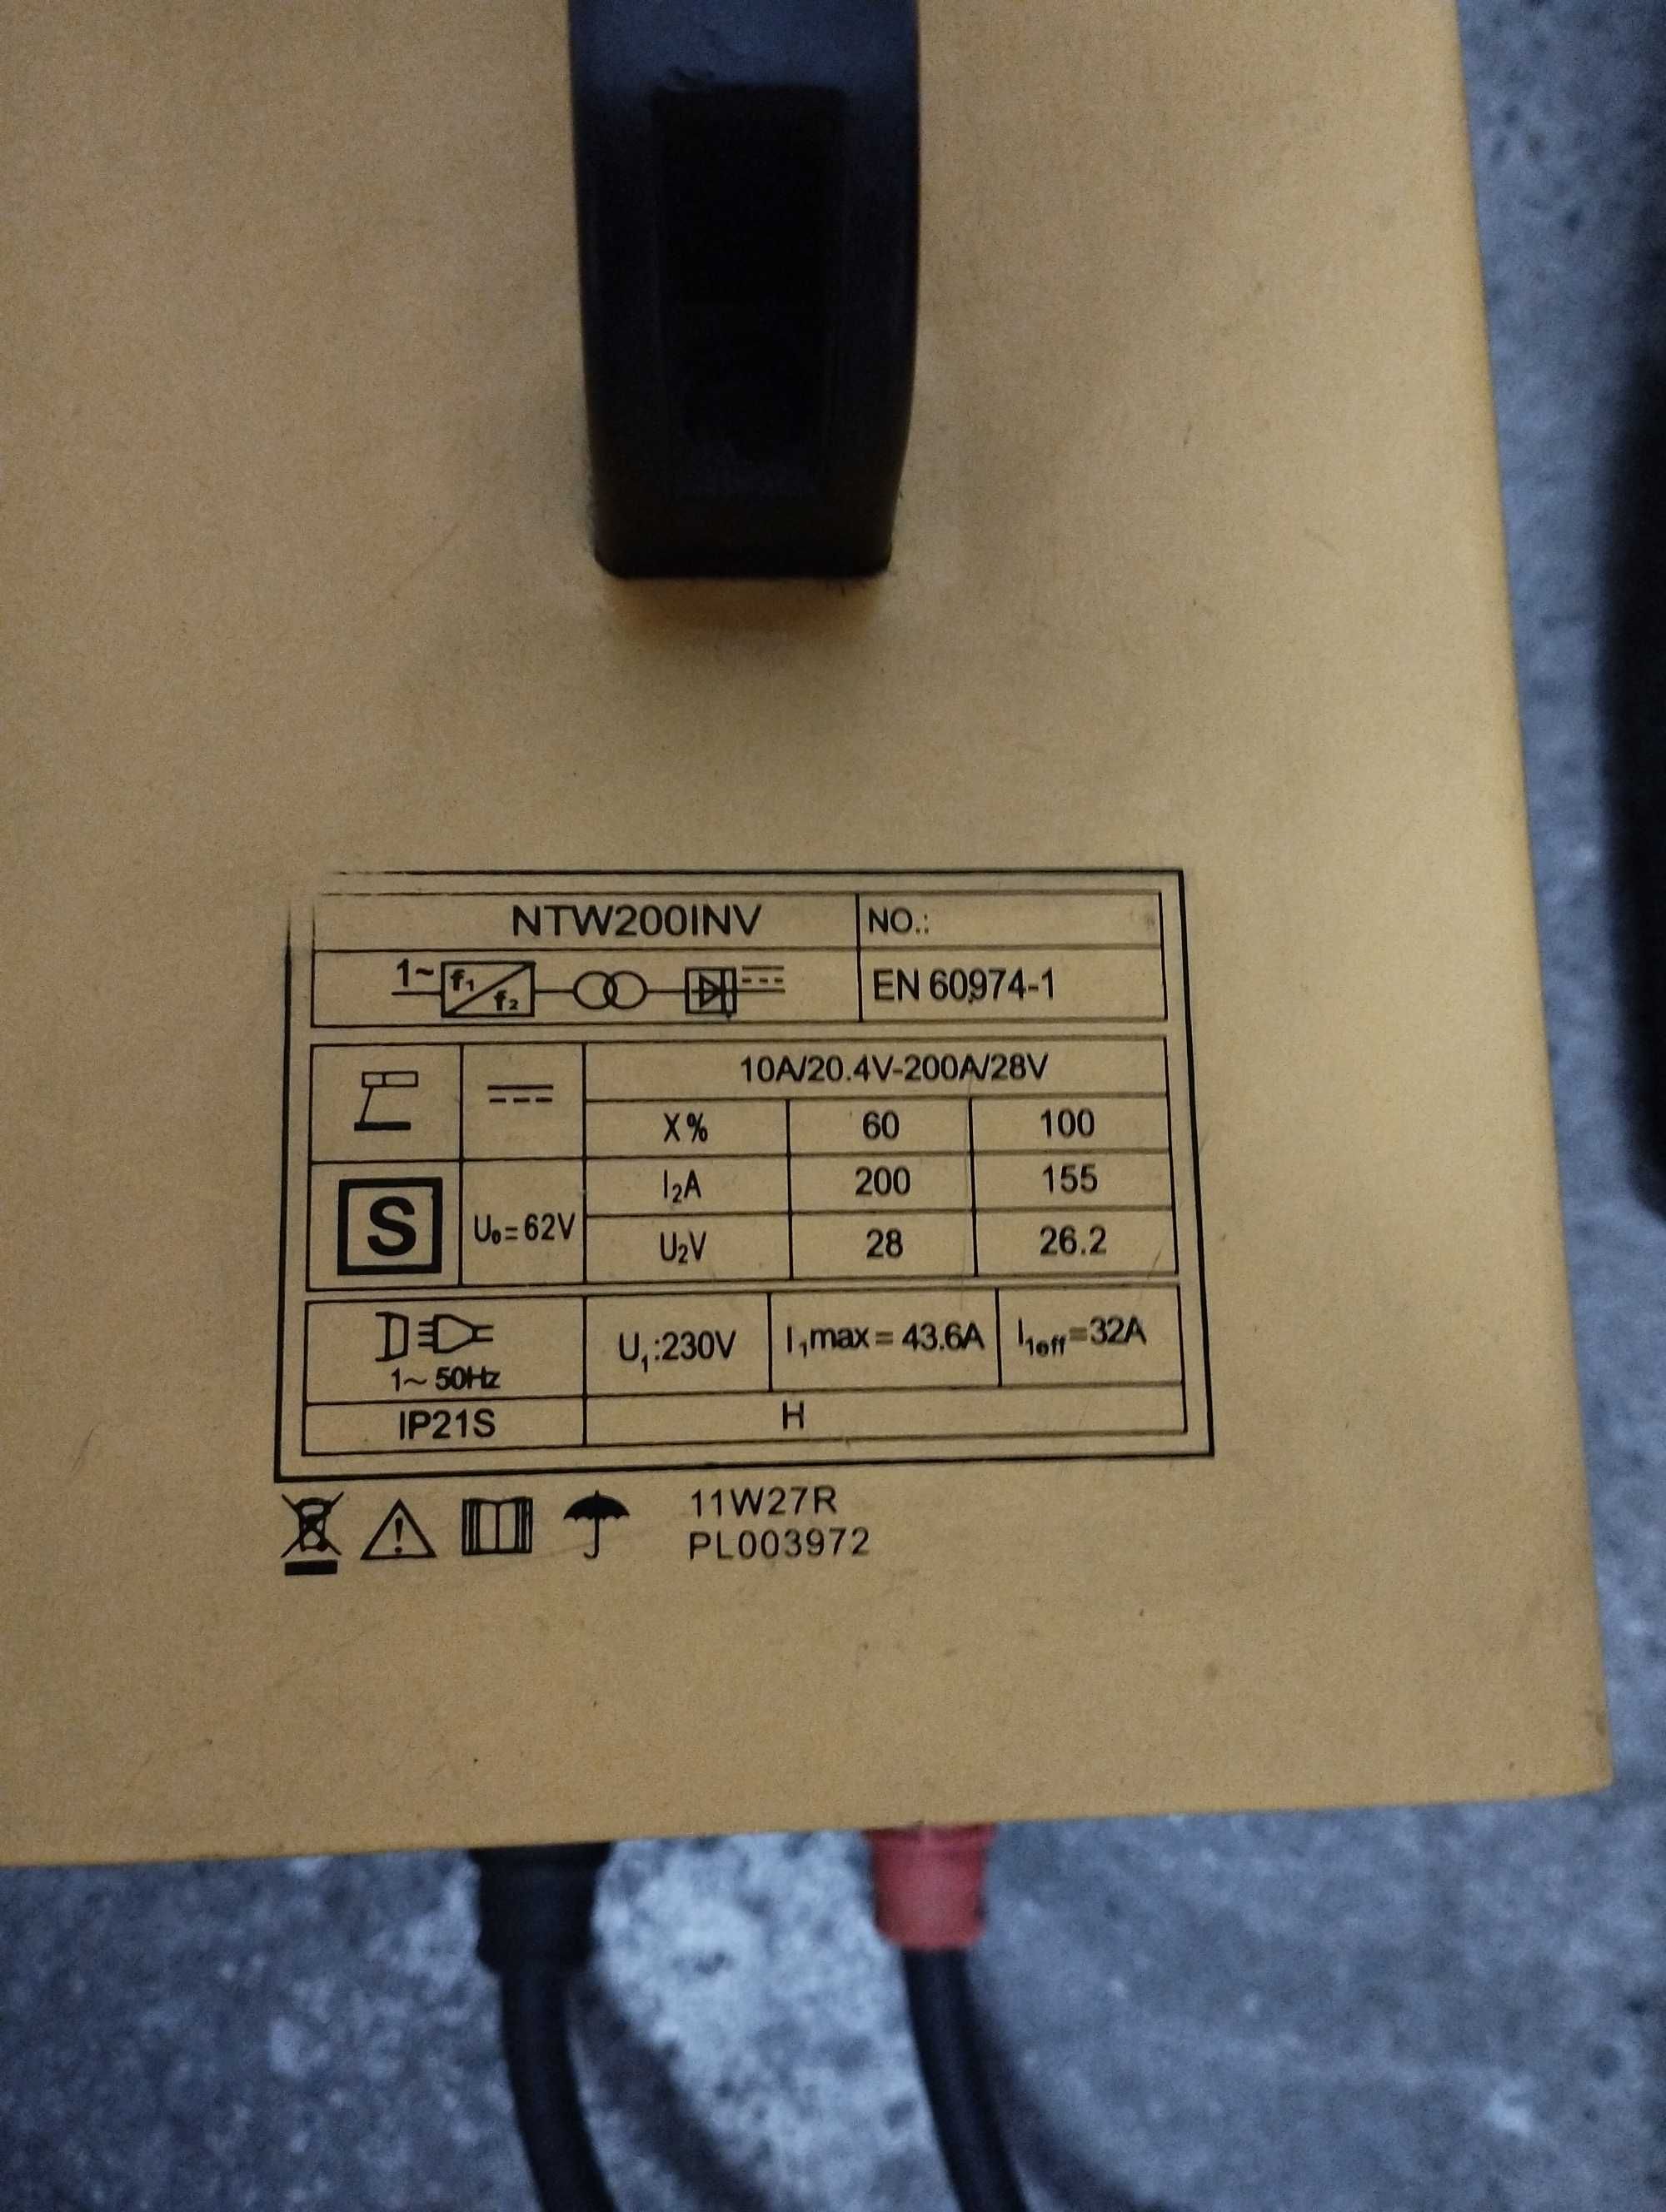 NTW200INV NO.:
1~ f₁ f₂ EN 60974-1
10A/20.4V-200A/28V
X% 60 100
I₂A 200 155
S U₀=62V
U₂V 28 26.2
U₁:230V I₁max=43.6A I₁eff=32A
1~ 50Hz
IP21S H
11W27R
PL003972